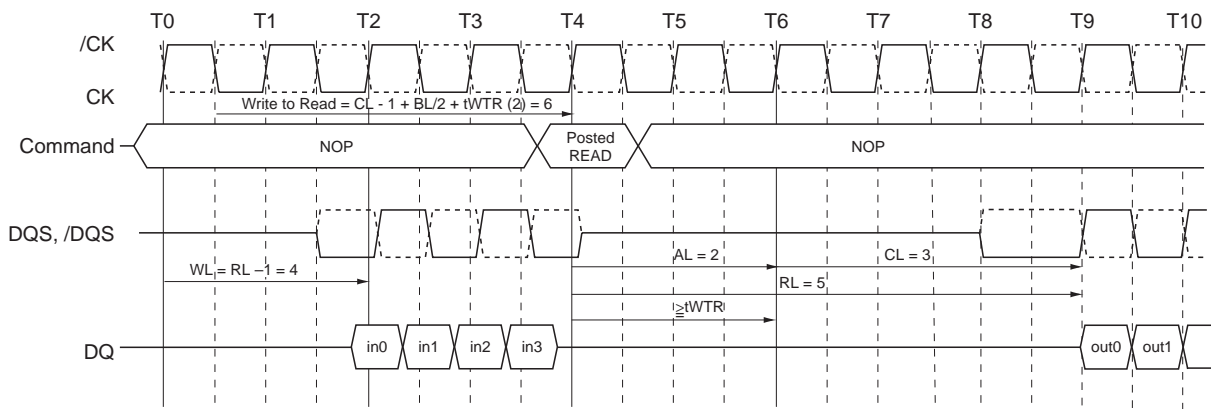 T0 T1 T2 T3 T4 T5 T6 T7 T8 T9 T10
/CK
CK
Write to Read = CL - 1 + BL/2 + tWTR (2) = 6
Command
NOP
Posted
READ
NOP
DQS, /DQS
WL = RL –1 = 4
AL = 2
CL = 3
RL = 5
≧tWTR
DQ
in0 in1 in2 in3
out0 out1